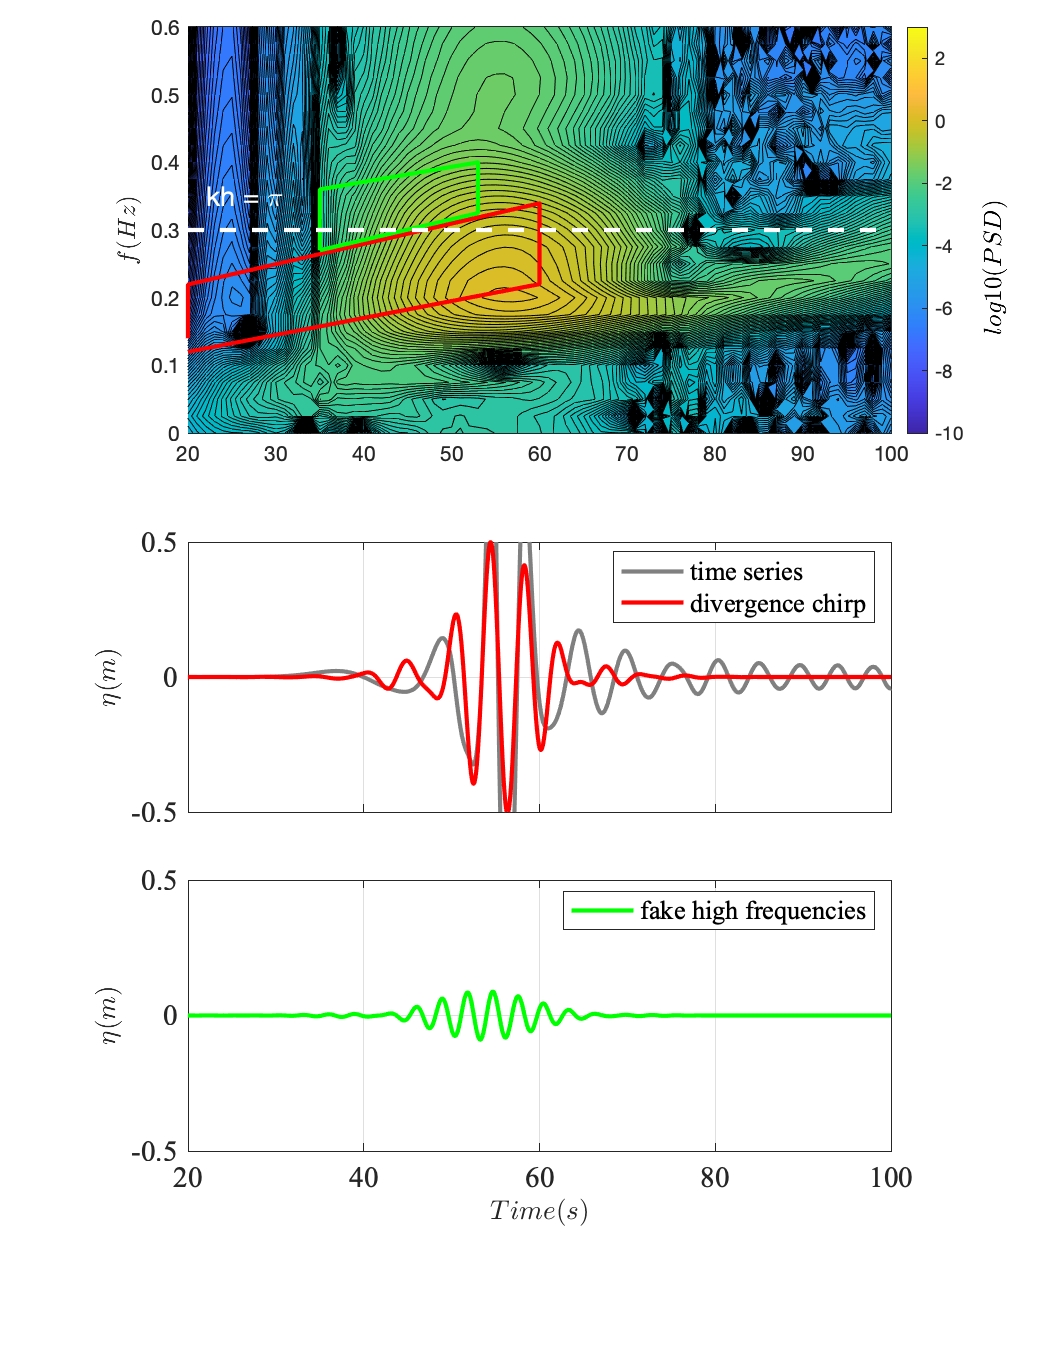 0.6
0.5
0.4
0.3
0.2
0.1
0
f(Hz)
kh = π
20 30 40 50 60 70 80 90 100
2
0
-2
-4
-6
-8
-10
log10(PSD)
0.5
0
-0.5
η(m)
time series
divergence chirp
0.5
0
-0.5
η(m)
fake high frequencies
20 40 60 80 100
Time(s)